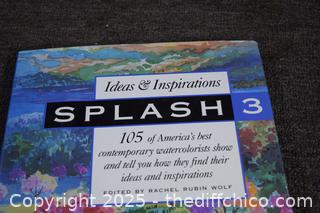 Ideas & Inspirations
SPLASH 3
105 of America's best
contemporary watercolorists show
and tell you how they find their
ideas and inspirations
EDITED BY RACHEL RUBIN WOLF
Copyright 2025 - thediffco.com